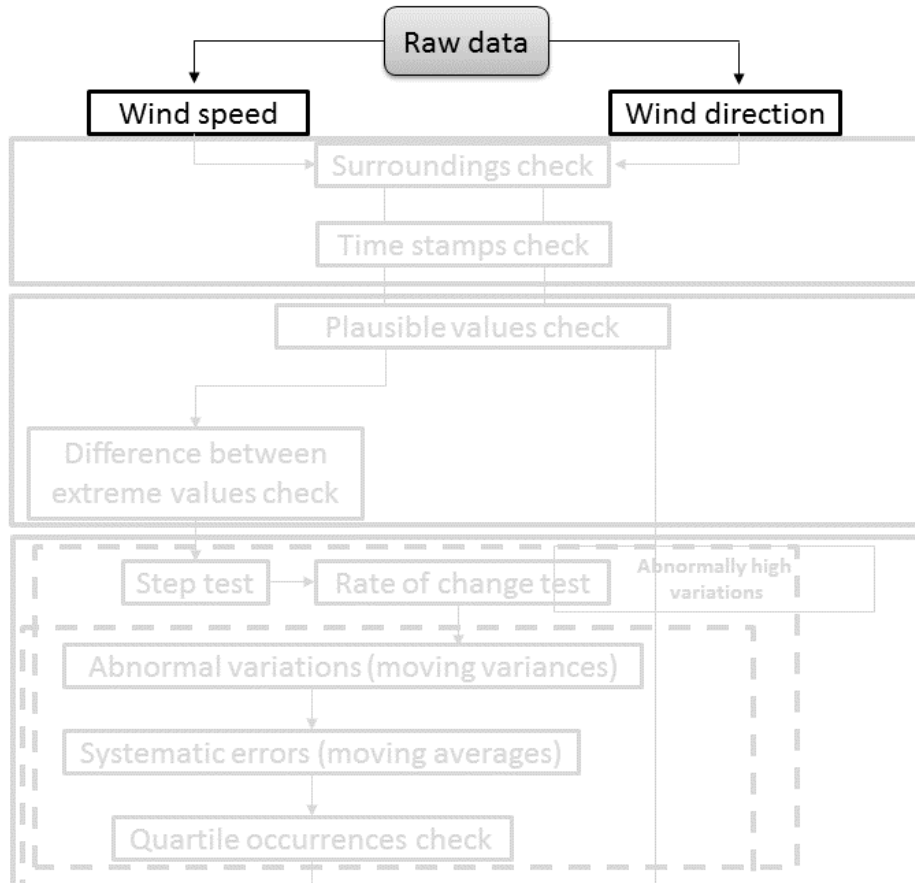 Raw data
Wind speed
Wind direction
Surroundings check
Time stamps check
Plausible values check
Difference between
extreme values check
Step test
Rate of change test
Abnormally high
variations
Abnormal variations (moving variances)
Systematic errors (moving averages)
Quartile occurrences check